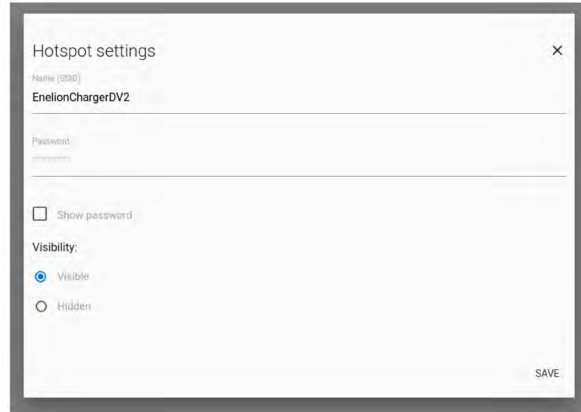 Hotspot settings
Name (SSID)
EnelionChargerDV2
Password
Show password
Visibility:
Visible
Hidden
SAVE